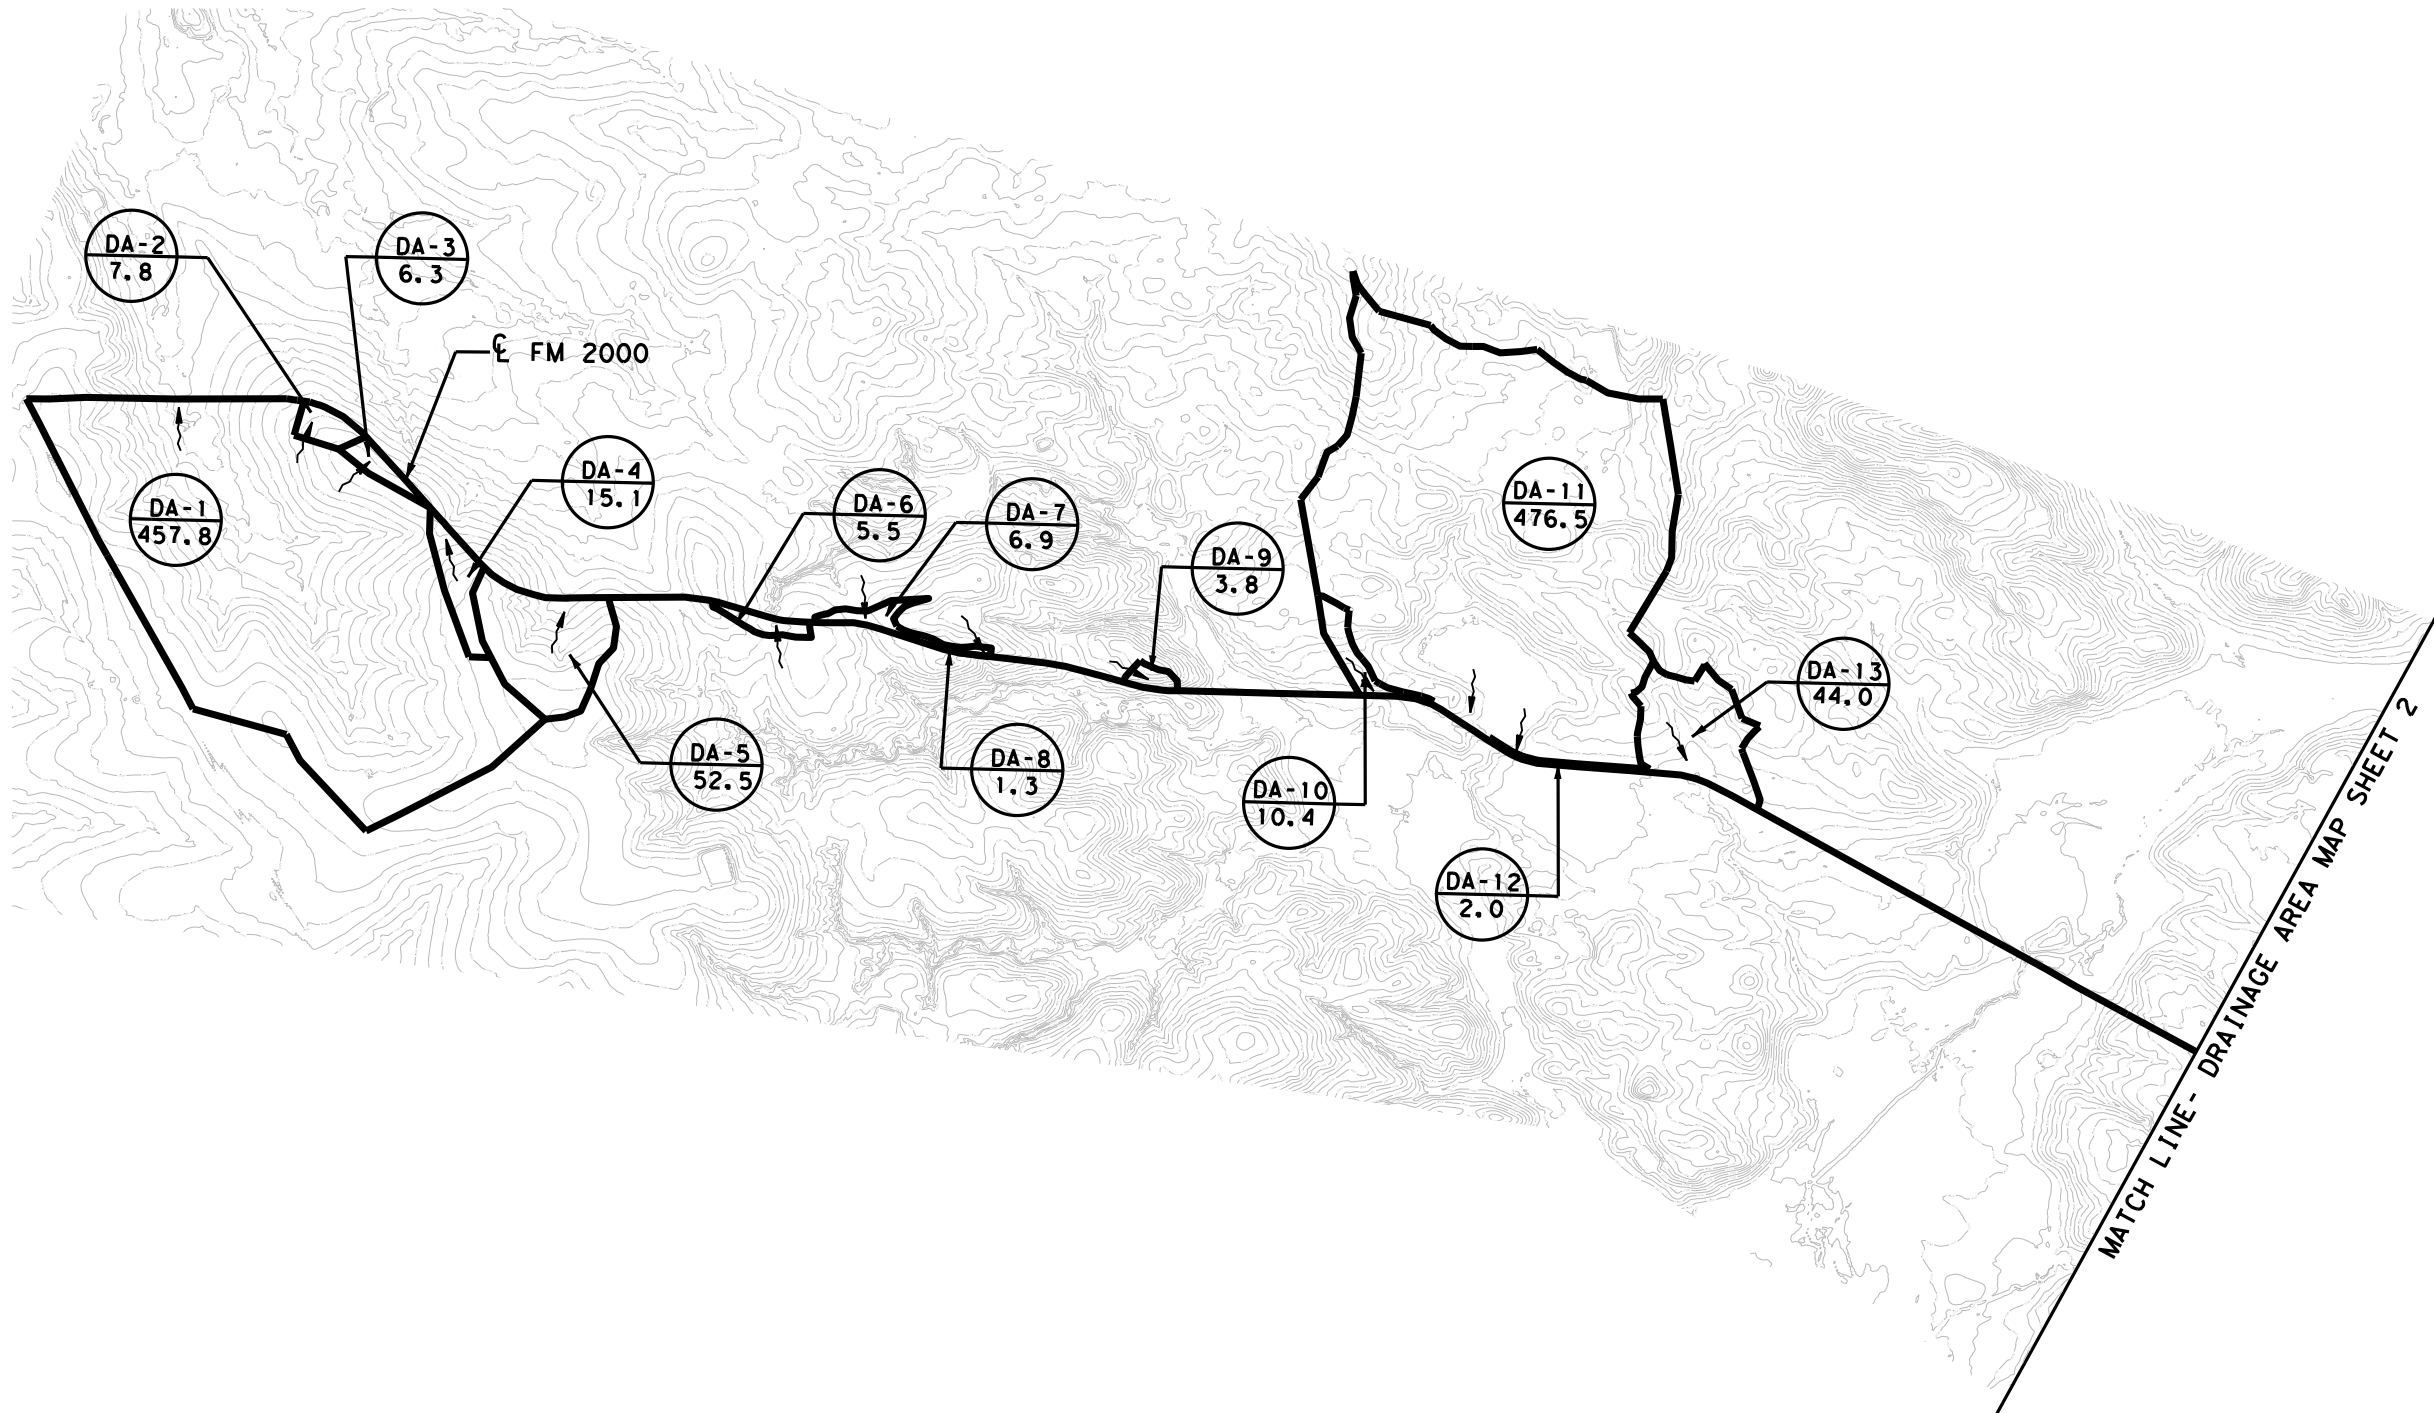 DA-2
7.8
DA-3
6.3
℄ FM 2000
DA-4
15.1
DA-1
457.8
DA-6
5.5
DA-7
6.9
DA-9
3.8
DA-11
476.5
DA-5
52.5
DA-8
1.3
DA-10
10.4
DA-13
44.0
DA-12
2.0
MATCH LINE- DRAINAGE AREA MAP SHEET 2